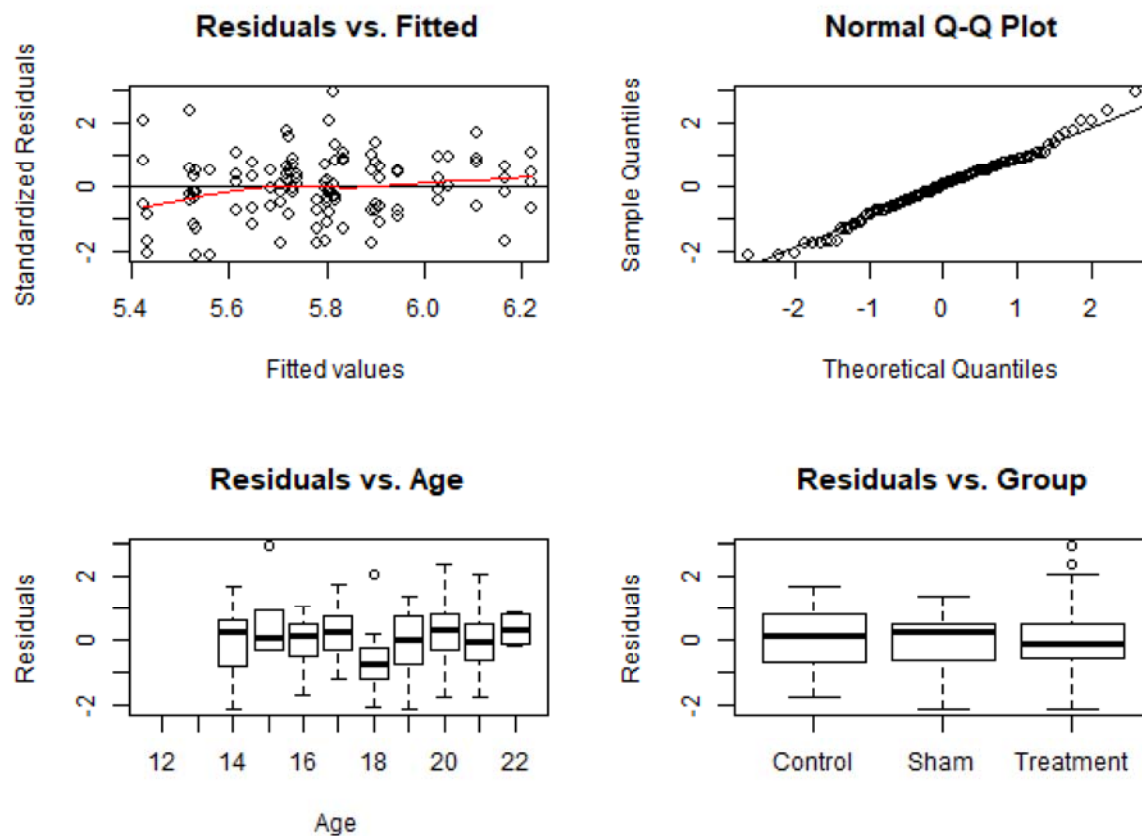 Residuals vs. Fitted
Standardized Residuals
2
0
-2
5.4 5.6 5.8 6.0 6.2
Fitted values
Normal Q-Q Plot
Sample Quantiles
2
0
-2
-2 -1 0 1 2
Theoretical Quantiles
Residuals vs. Age
Residuals
2
0
-2
12 14 16 18 20 22
Age
Residuals vs. Group
Residuals
2
0
-2
Control Sham Treatment